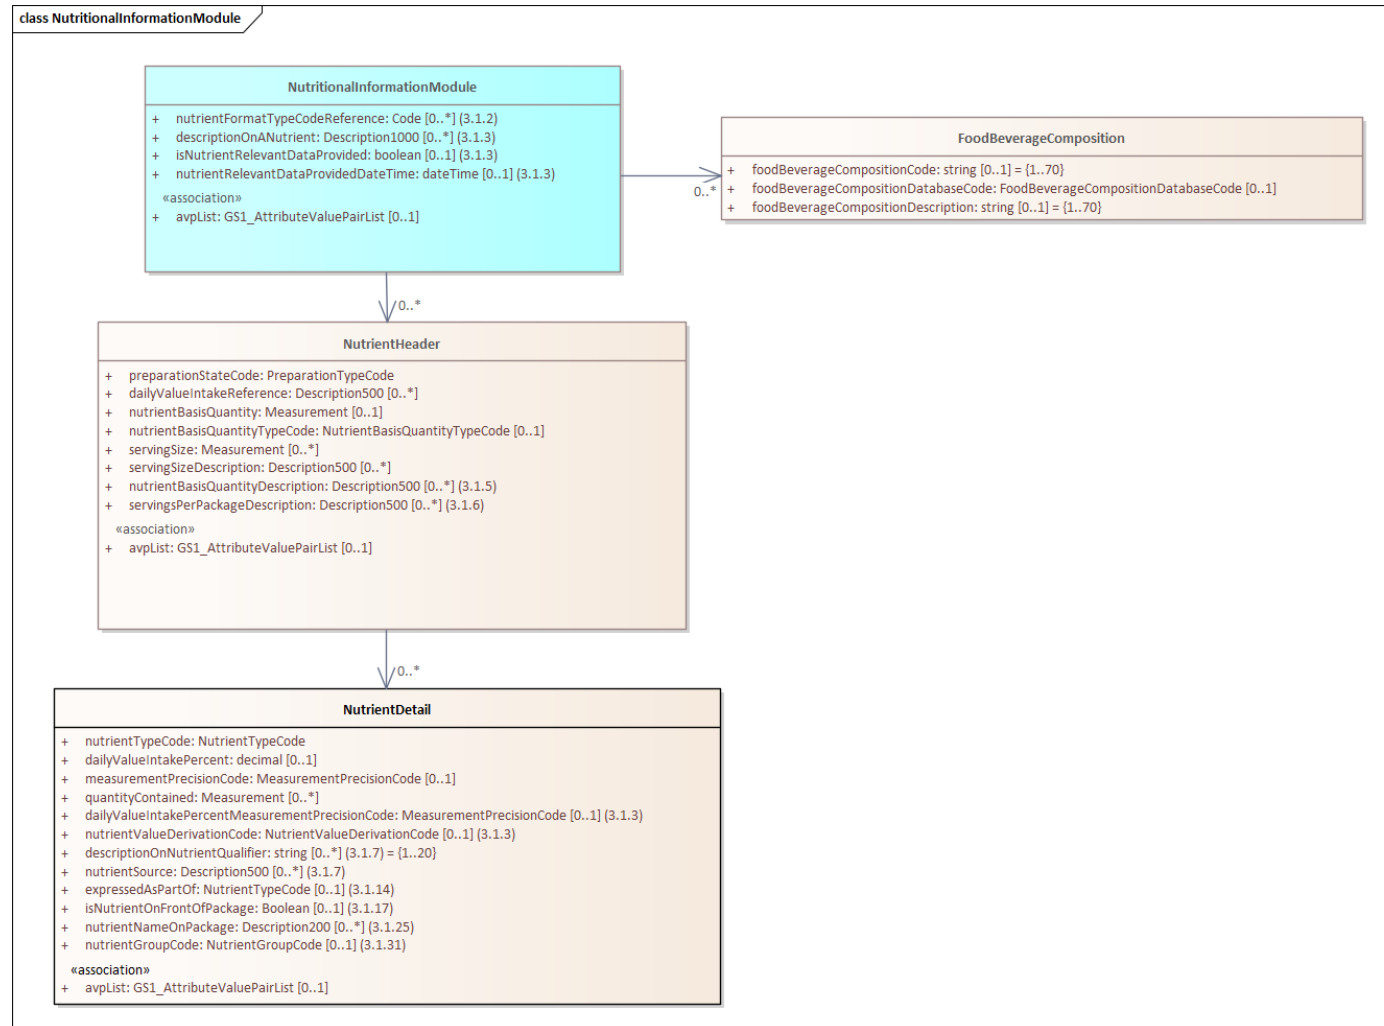 class NutritionalInformationModule
NutritionalInformationModule
+ nutrientFormatTypeCodeReference: Code [0..*] (3.1.2)
+ descriptionOnANutrient: Description1000 [0..*] (3.1.3)
+ isNutrientRelevantDataProvided: boolean [0..1] (3.1.3)
+ nutrientRelevantDataProvidedDateTime: dateTime [0..1] (3.1.3)
«association»
+ avpList: GS1_AttributeValuePairList [0..1]
0..*
FoodBeverageComposition
+ foodBeverageCompositionCode: string [0..1] = {1..70}
+ foodBeverageCompositionDatabaseCode: FoodBeverageCompositionDatabaseCode [0..1]
+ foodBeverageCompositionDescription: string [0..1] = {1..70}
0..*
NutrientHeader
+ preparationStateCode: PreparationTypeCode
+ dailyValueIntakeReference: Description500 [0..*]
+ nutrientBasisQuantity: Measurement [0..1]
+ nutrientBasisQuantityTypeCode: NutrientBasisQuantityTypeCode [0..1]
+ servingSize: Measurement [0..*]
+ servingSizeDescription: Description500 [0..*]
+ nutrientBasisQuantityDescription: Description500 [0..*] (3.1.5)
+ servingsPerPackageDescription: Description500 [0..*] (3.1.6)
«association»
+ avpList: GS1_AttributeValuePairList [0..1]
0..*
NutrientDetail
+ nutrientTypeCode: NutrientTypeCode
+ dailyValueIntakePercent: decimal [0..1]
+ measurementPrecisionCode: MeasurementPrecisionCode [0..1]
+ quantityContained: Measurement [0..*]
+ dailyValueIntakePercentMeasurementPrecisionCode: MeasurementPrecisionCode [0..1] (3.1.3)
+ nutrientValueDerivationCode: NutrientValueDerivationCode [0..1] (3.1.3)
+ descriptionOnNutrientQualifier: string [0..*] (3.1.7) = {1..20}
+ nutrientSource: Description500 [0..*] (3.1.7)
+ expressedAsPartOf: NutrientTypeCode [0..1] (3.1.14)
+ isNutrientOnFrontOfPackage: Boolean [0..1] (3.1.17)
+ nutrientNameOnPackage: Description200 [0..*] (3.1.25)
+ nutrientGroupCode: NutrientGroupCode [0..1] (3.1.31)
«association»
+ avpList: GS1_AttributeValuePairList [0..1]